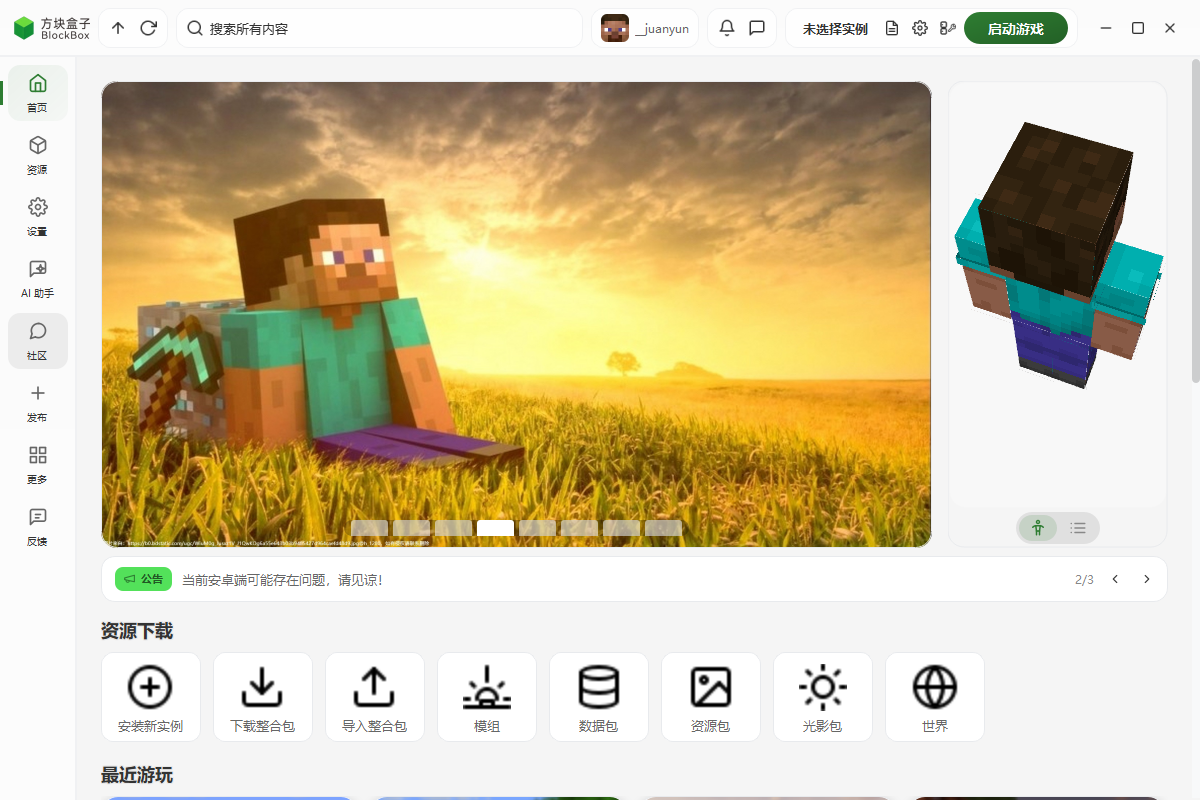 方块盒子
BlockBox
搜索所有内容
__juanyun
未选择实例
启动游戏
首页
资源
设置
AI 助手
社区
发布
更多
反馈
公告
当前安卓端可能存在问题，请见谅!
2/3
资源下载
安装新实例
下载整合包
导入整合包
模组
数据包
资源包
光影包
世界
最近游玩